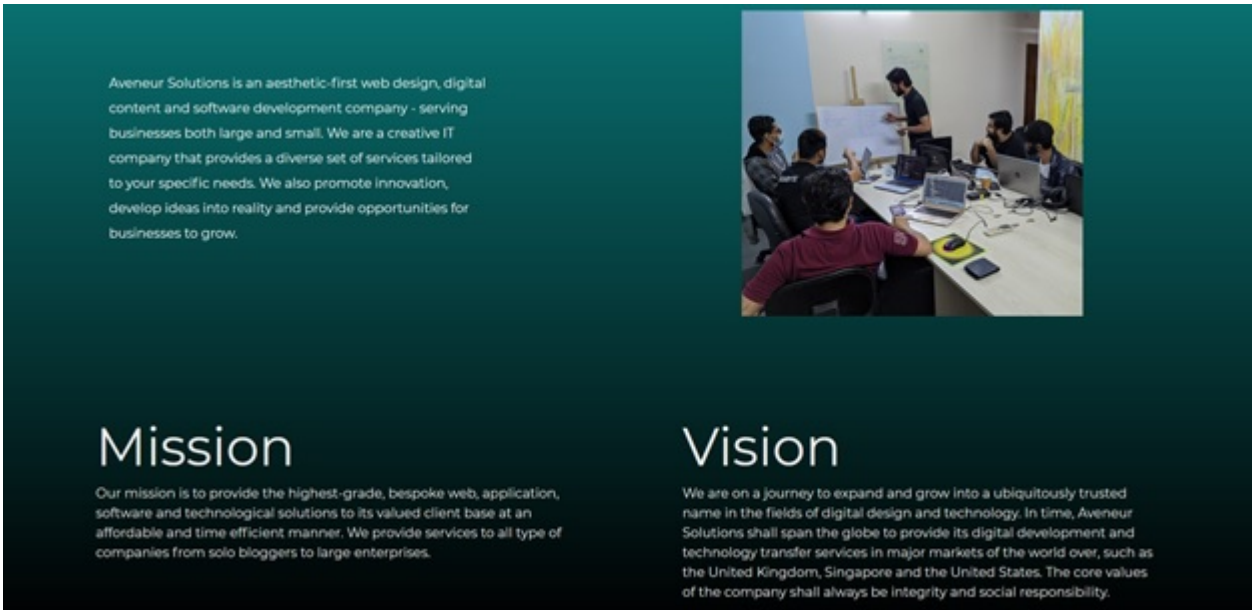 Aveneur Solutions is an aesthetic-first web design, digital
content and software development company - serving
businesses both large and small. We are a creative IT
company that provides a diverse set of services tailored
to your specific needs. We also promote innovation,
develop ideas into reality and provide opportunities for
businesses to grow.
Mission
Our mission is to provide the highest-grade, bespoke web, application,
software and technological solutions to its valued client base at an
affordable and time efficient manner. We provide services to all type of
companies from solo bloggers to large enterprises.
Vision
We are on a journey to expand and grow into a ubiquitously trusted
name in the fields of digital design and technology. In time, Aveneur
Solutions shall span the globe to provide its digital development and
technology transfer services in major markets of the world over, such as
the United Kingdom, Singapore and the United States. The core values
of the company shall always be integrity and social responsibility.